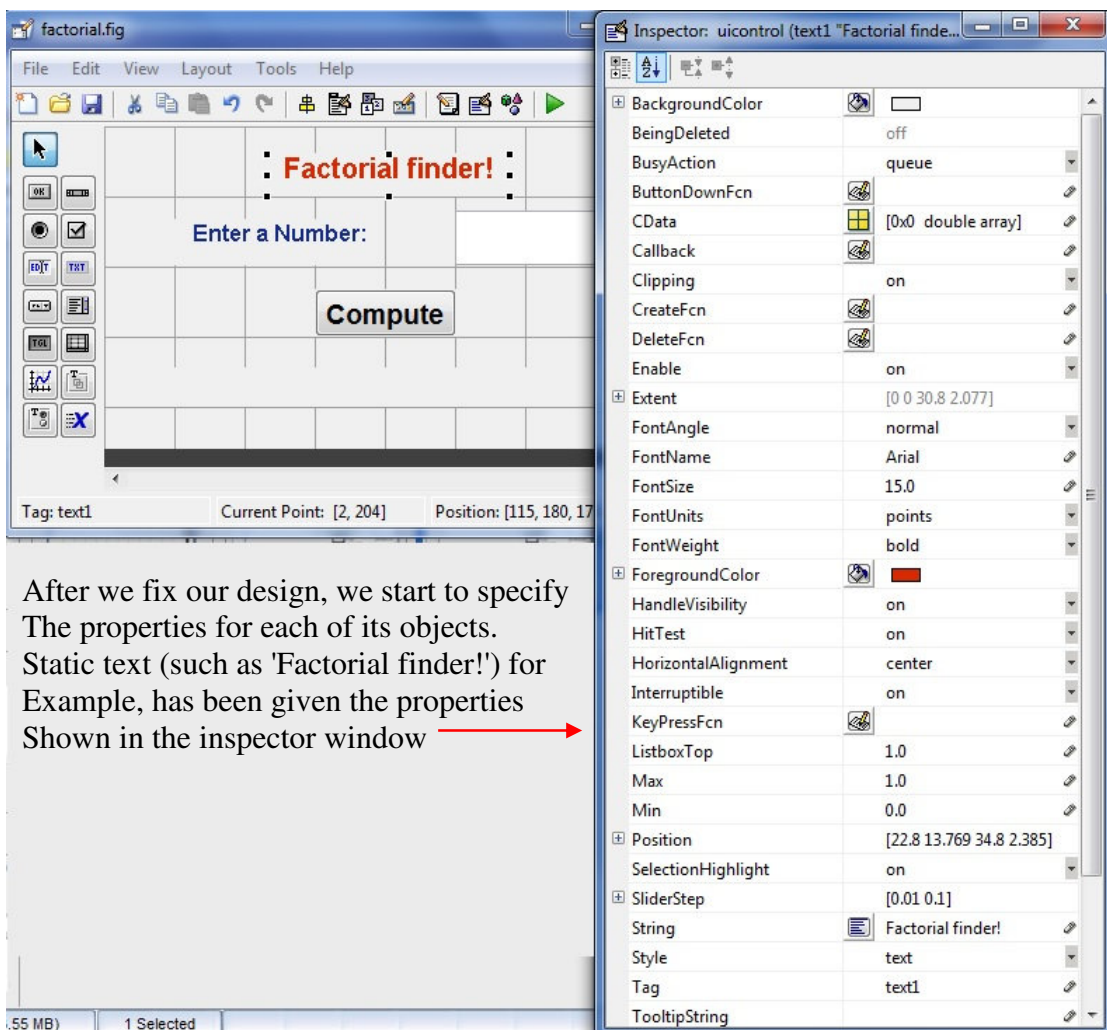 factorial.fig
File Edit View Layout Tools Help
OK
EDIT TXT
TGL
Factorial finder!
Enter a Number:
Compute
Tag: text1 Current Point: [2, 204] Position: [115, 180, 17
After we fix our design, we start to specify
The properties for each of its objects.
Static text (such as 'Factorial finder!') for
Example, has been given the properties
Shown in the inspector window
.55 MB) 1 Selected
Inspector: uicontrol (text1 "Factorial finde...
BackgroundColor
BeingDeleted off
BusyAction queue
ButtonDownFcn
CData [0x0 double array]
Callback
Clipping on
CreateFcn
DeleteFcn
Enable on
Extent [0 0 30.8 2.077]
FontAngle normal
FontName Arial
FontSize 15.0
FontUnits points
FontWeight bold
ForegroundColor
HandleVisibility on
HitTest on
HorizontalAlignment center
Interruptible on
KeyPressFcn
ListboxTop 1.0
Max 1.0
Min 0.0
Position [22.8 13.769 34.8 2.385]
SelectionHighlight on
SliderStep [0.01 0.1]
String Factorial finder!
Style text
Tag text1
TooltipString